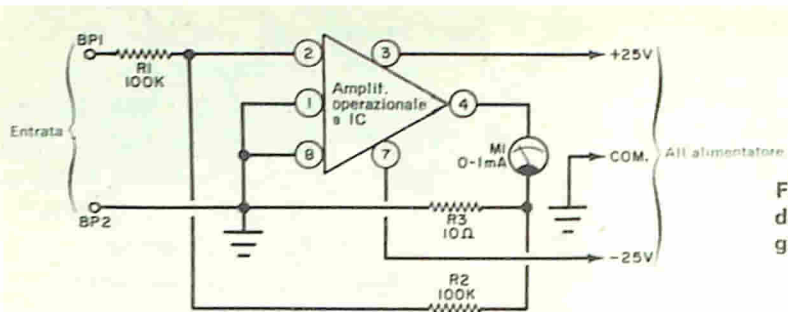 BP1
R1
100K
Entrata
BP2
2
1
8
3
4
7
Amplif.
operazionale
a IC
M1
0-1mA
R3
10Ω
R2
100K
+25V
COM.
-25V
All alimentatore
F
d
g